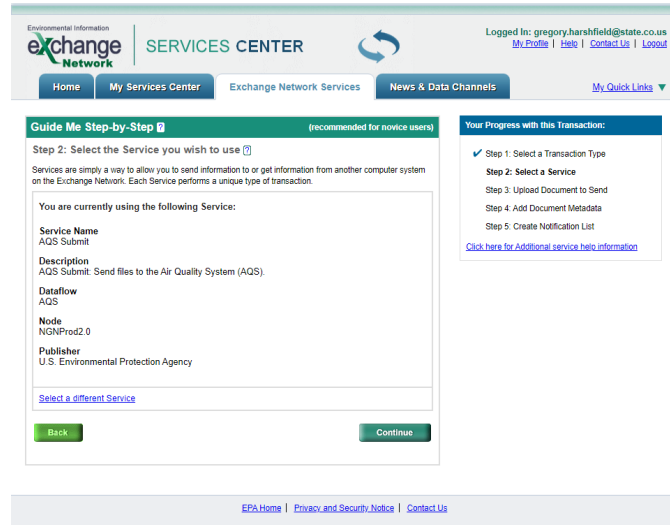 Environmental Information
eXchange
Network
SERVICES CENTER
Logged In: gregory.harshfield@state.co.us
My Profile | Help | Contact Us | Logout
Home
My Services Center
Exchange Network Services
News & Data Channels
My Quick Links ▼
Guide Me Step-by-Step ? (recommended for novice users)
Step 2: Select the Service you wish to use ?
Services are simply a way to allow you to send information to or get information from another computer system
on the Exchange Network. Each Service performs a unique type of transaction.
You are currently using the following Service:
Service Name
AQS Submit
Description
AQS Submit: Send files to the Air Quality System (AQS).
Dataflow
AQS
Node
NGNProd2.0
Publisher
U.S. Environmental Protection Agency
Select a different Service
Back
Continue
Your Progress with this Transaction:
✔ Step 1: Select a Transaction Type
Step 2: Select a Service
Step 3: Upload Document to Send
Step 4: Add Document Metadata
Step 5: Create Notification List
Click here for Additional service help information
EPA Home | Privacy and Security Notice | Contact Us